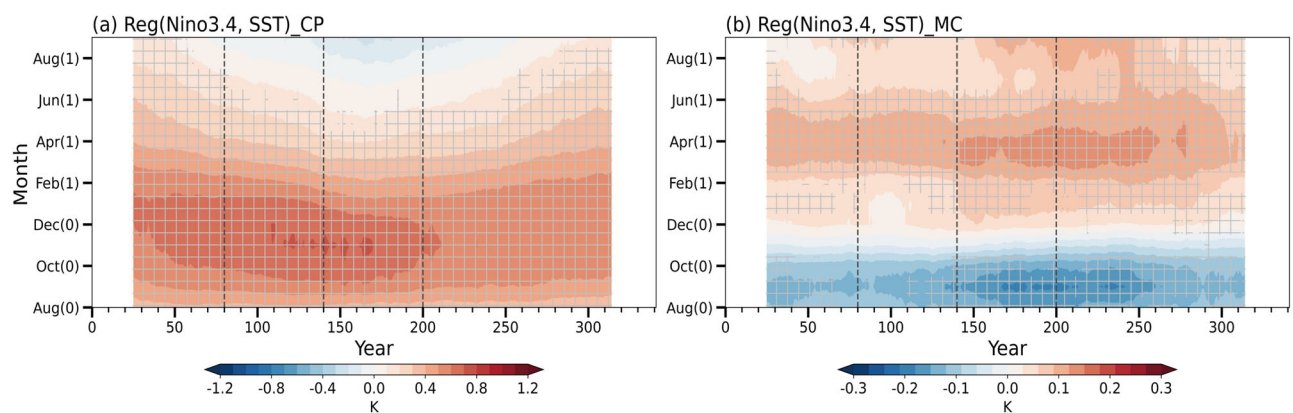 (a) Reg(Nino3.4, SST)_CP
Month
Aug(1)
Jun(1)
Apr(1)
Feb(1)
Dec(0)
Oct(0)
Aug(0)
0 50 100 150 200 250 300
Year
-1.2 -0.8 -0.4 0.0 0.4 0.8 1.2
K
(b) Reg(Nino3.4, SST)_MC
Aug(1)
Jun(1)
Apr(1)
Feb(1)
Dec(0)
Oct(0)
Aug(0)
0 50 100 150 200 250 300
Year
-0.3 -0.2 -0.1 0.0 0.1 0.2 0.3
K